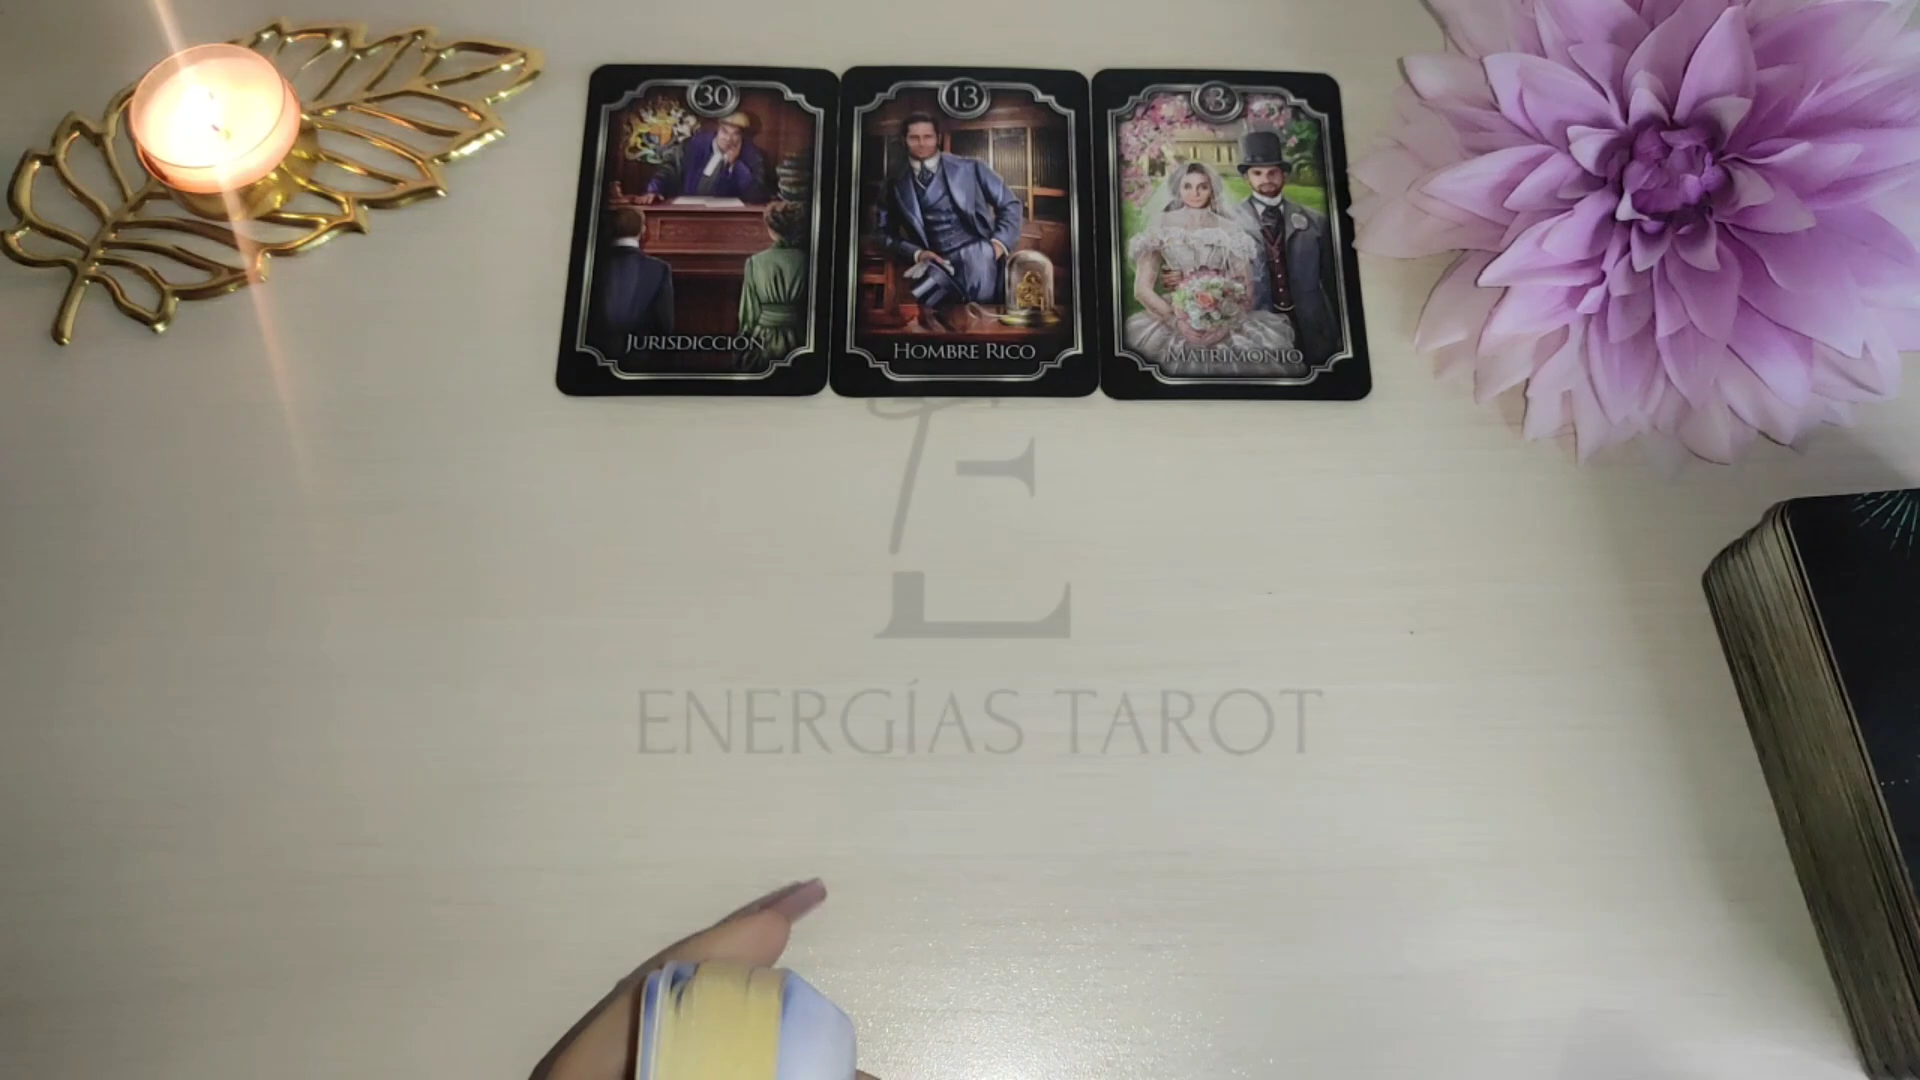 30
13
3
JURISDICCIÓN
HOMBRE RICO
MATRIMONIO
E
ENERGÍAS TAROT